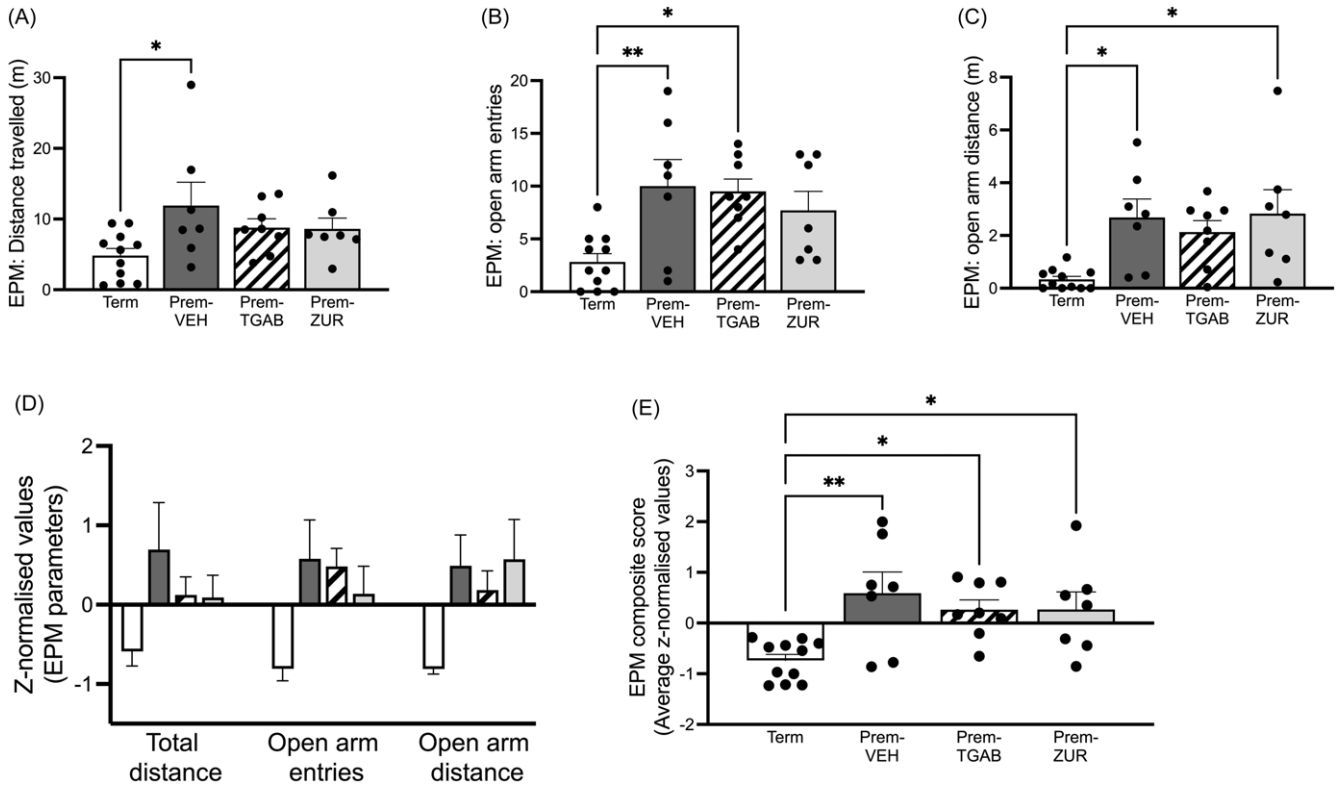 (A)
*
EPM: Distance travelled (m)
30
20
10
0
Term
Prem-
VEH
Prem-
TGAB
Prem-
ZUR
(B)
*
**
EPM: open arm entries
20
15
10
5
0
Term
Prem-
VEH
Prem-
TGAB
Prem-
ZUR
(C)
*
*
EPM: open arm distance (m)
8
6
4
2
0
Term
Prem-
VEH
Prem-
TGAB
Prem-
ZUR
(D)
Z-normalised values
(EPM parameters)
2
1
0
-1
Total
distance
Open arm
entries
Open arm
distance
(E)
*
*
**
EPM composite score
(Average z-normalised values)
3
2
1
0
-1
-2
Term
Prem-
VEH
Prem-
TGAB
Prem-
ZUR